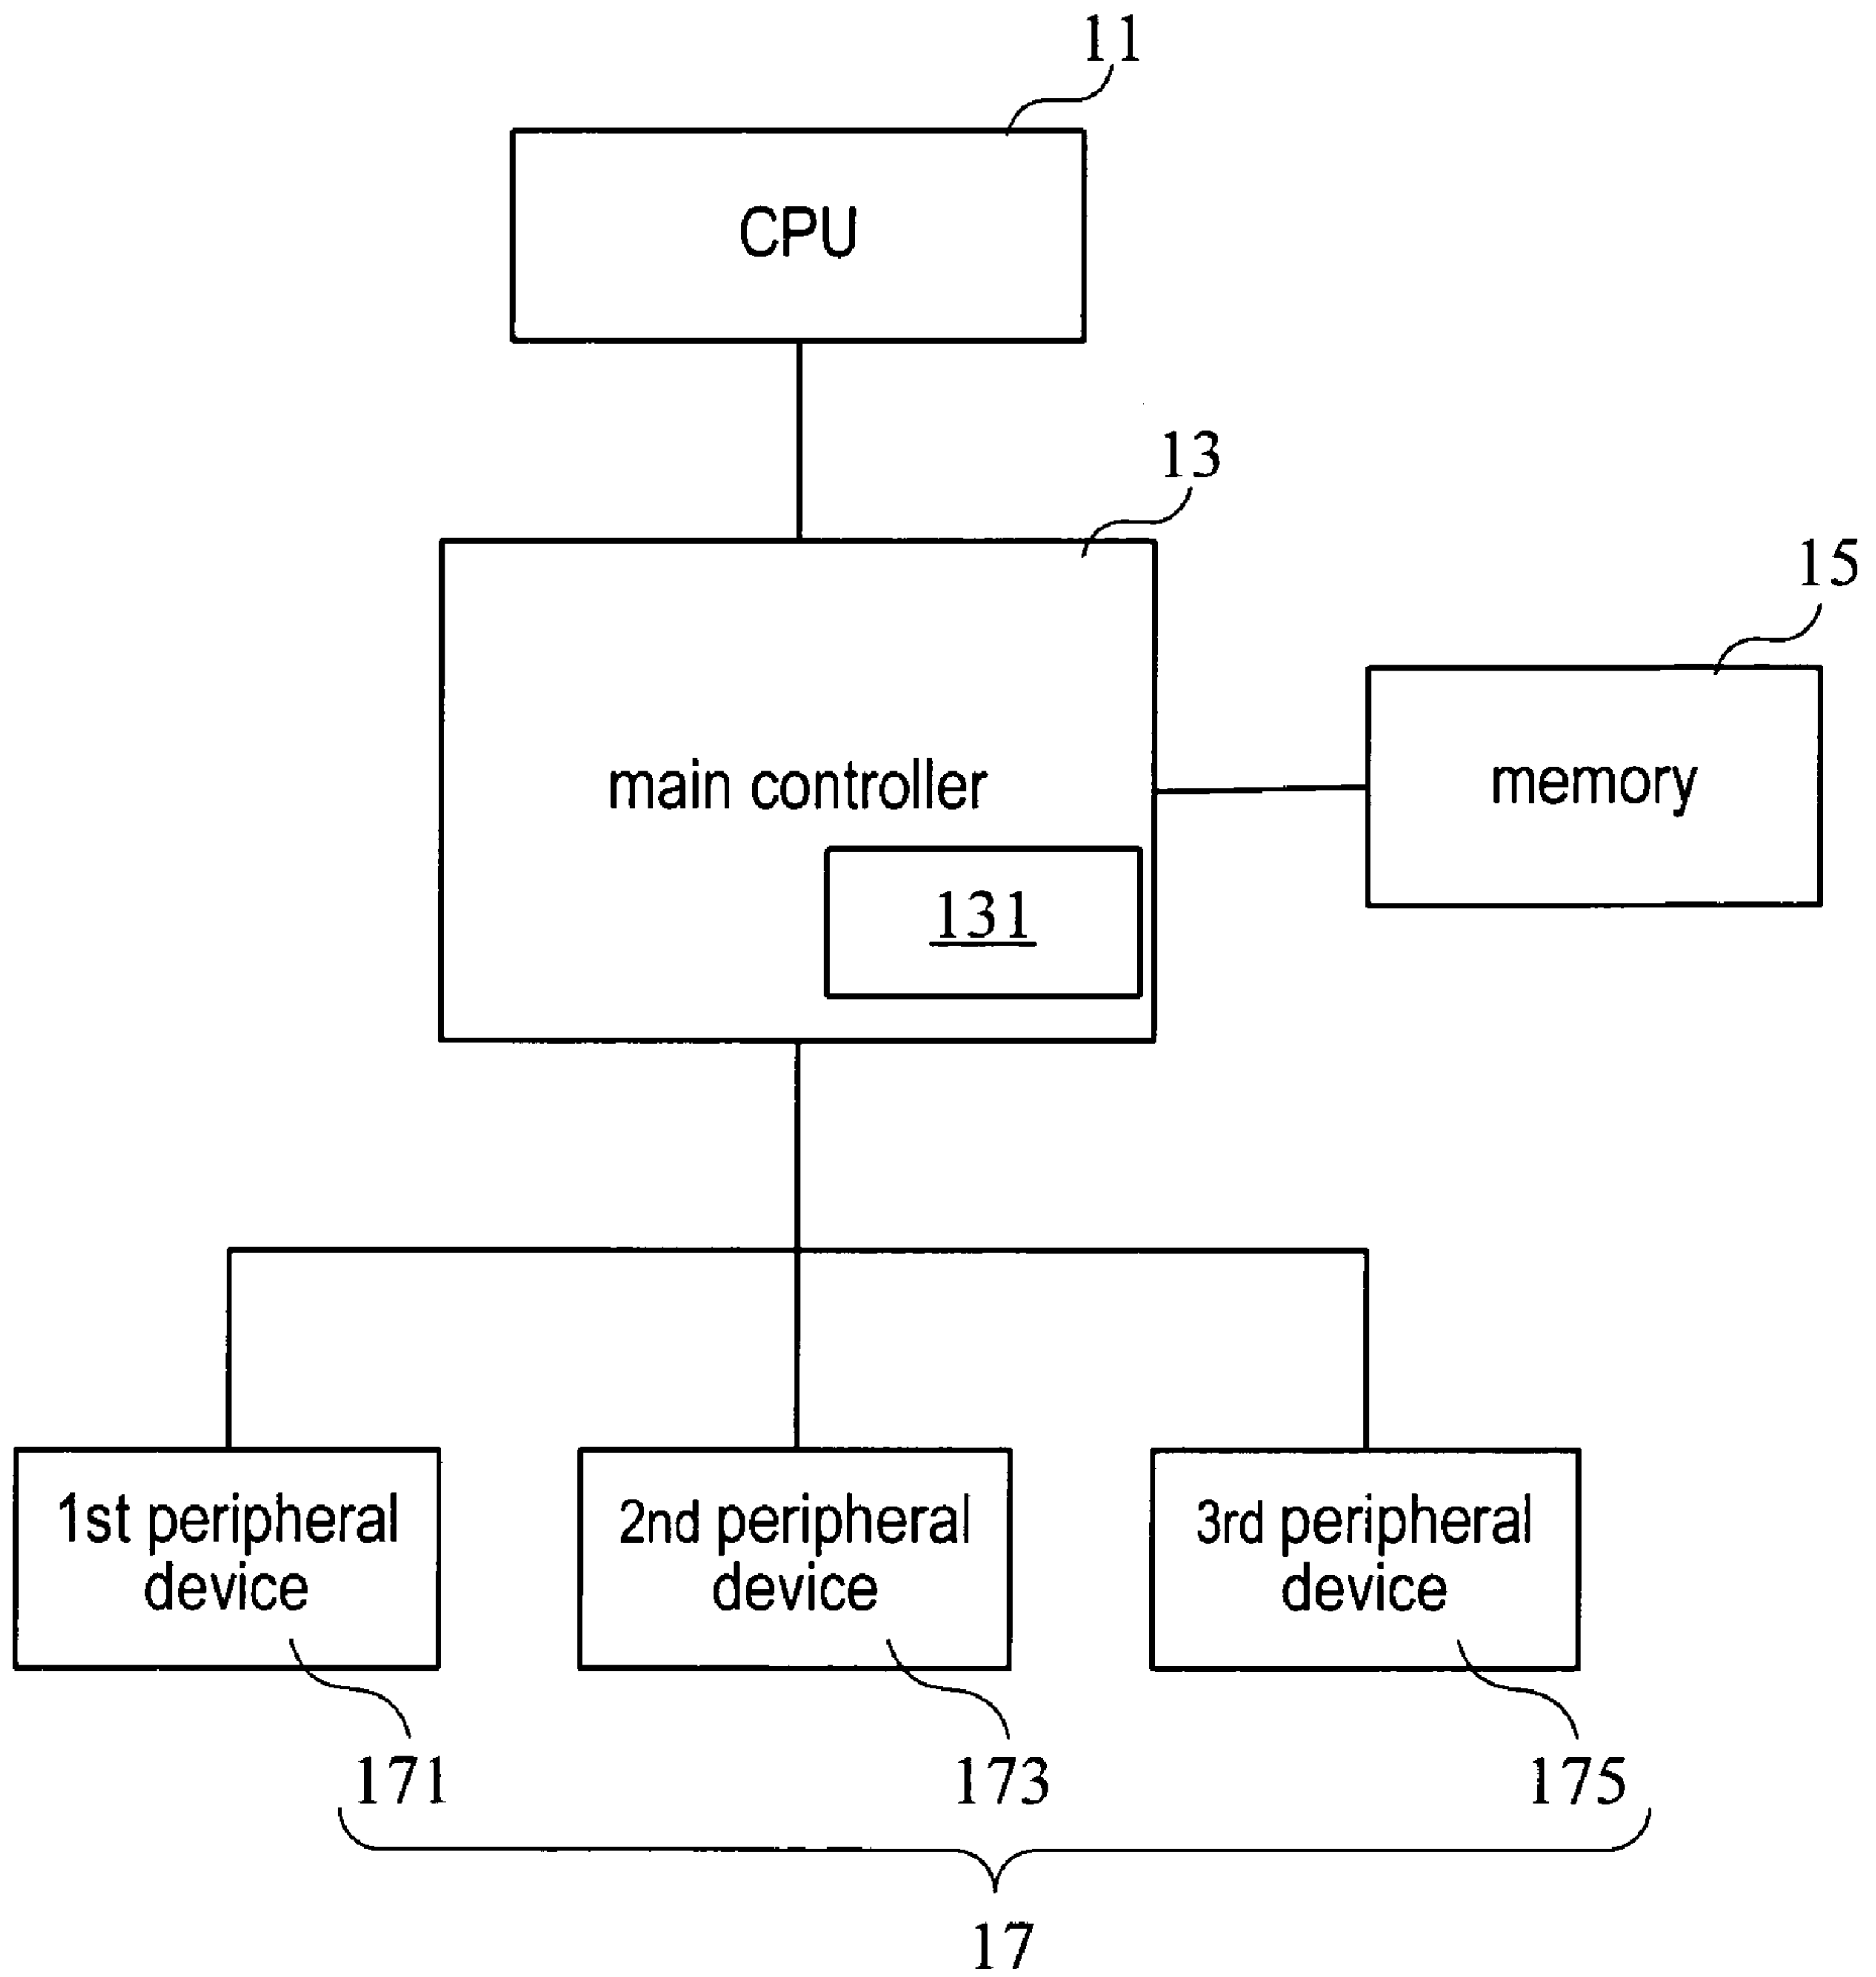 11
CPU
13
15
main controller
memory
131
1st peripheral
device
2nd peripheral
device
3rd peripheral
device
171
173
175
17